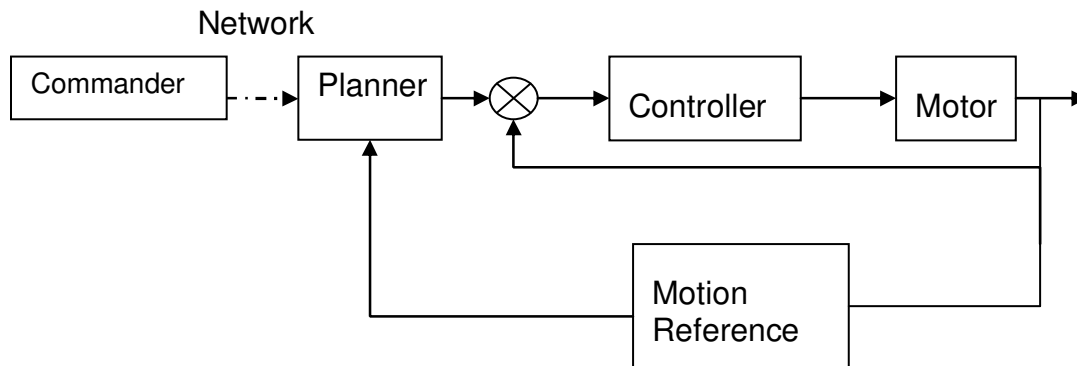 Network
Commander
Planner
Controller
Motor
Motion
Reference